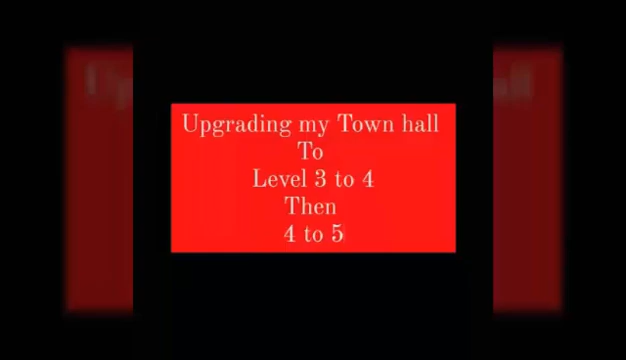 Upgrading my Town hall
To
Level 3 to 4
Then
4 to 5